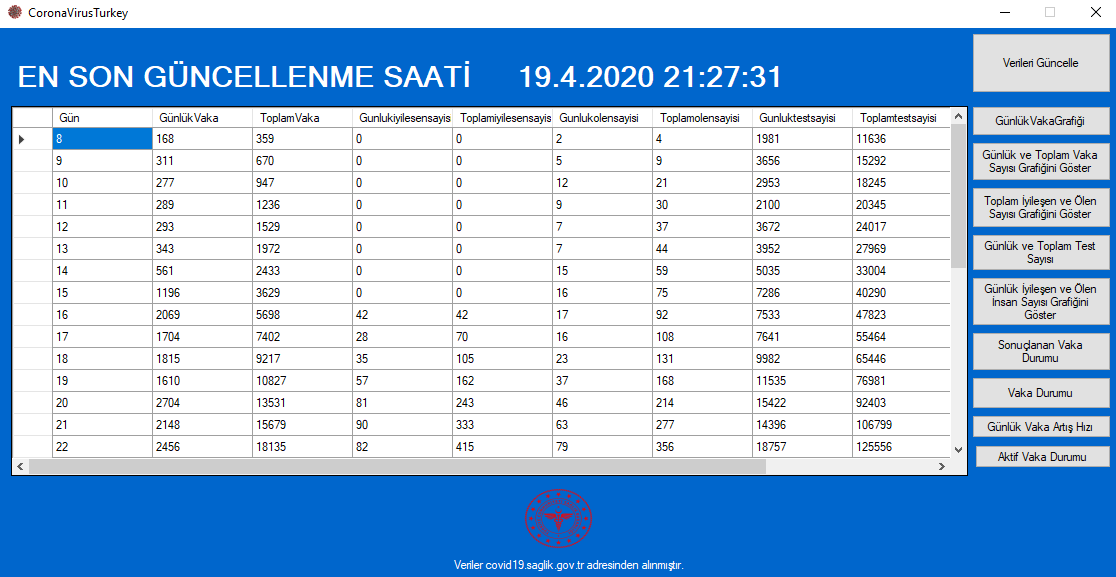 CoronaVirusTurkey
EN SON GÜNCELLENME SAATİ 19.4.2020 21:27:31
Gün GünlükVaka ToplamVaka Gunlukiyilesensayis Toplamiyilesensayis Gunlukolensayisi Toplamolensayisi Gunluktestsayisi Toplamtestsayisi
8 168 359 0 0 2 4 1981 11636
9 311 670 0 0 5 9 3656 15292
10 277 947 0 0 12 21 2953 18245
11 289 1236 0 0 9 30 2100 20345
12 293 1529 0 0 7 37 3672 24017
13 343 1972 0 0 7 44 3952 27969
14 561 2433 0 0 15 59 5035 33004
15 1196 3629 0 0 16 75 7286 40290
16 2069 5698 42 42 17 92 7533 47823
17 1704 7402 28 70 16 108 7641 55464
18 1815 9217 35 105 23 131 9982 65446
19 1610 10827 57 162 37 168 11535 76981
20 2704 13531 81 243 46 214 15422 92403
21 2148 15679 90 333 63 277 14396 106799
22 2456 18135 82 415 79 356 18757 125556
Verileri Güncelle
GünlükVakaGrafiği
Günlük ve Toplam Vaka
Sayısı Grafiğini Göster
Toplam İyileşen ve Ölen
Sayısı Grafiğini Göster
Günlük ve Toplam Test
Sayısı
Günlük İyileşen ve Ölen
İnsan Sayısı Grafiğini
Göster
Sonuçlanan Vaka
Durumu
Vaka Durumu
Günlük Vaka Artış Hızı
Aktif Vaka Durumu
Veriler covid19.saglik.gov.tr adresinden alınmıştır.